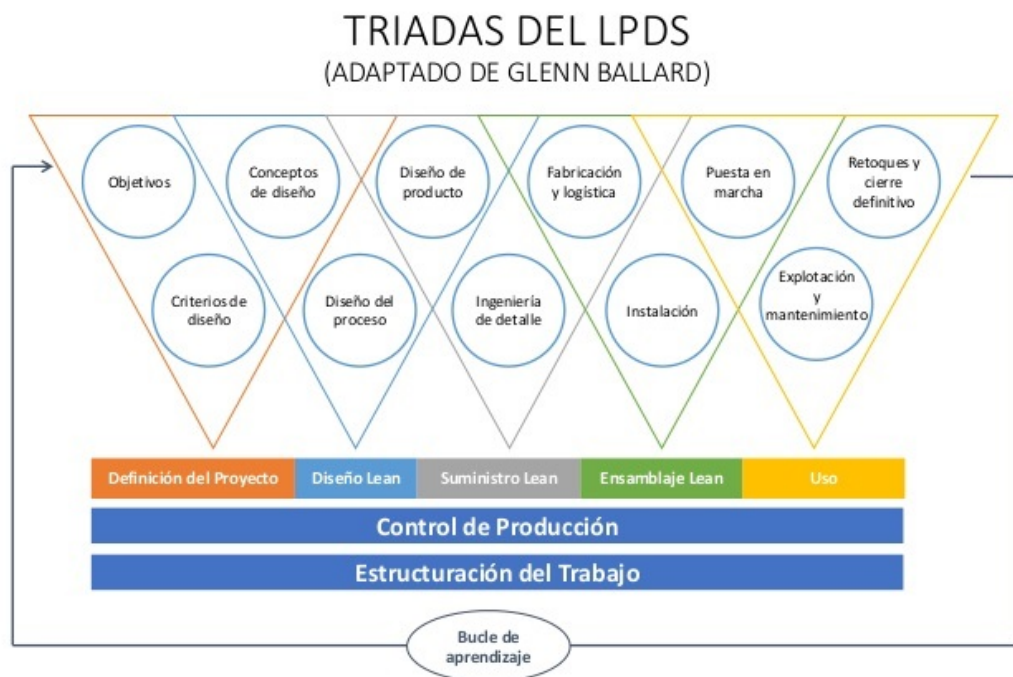 TRIADAS DEL LPDS
(ADAPTADO DE GLENN BALLARD)
Objetivos
Conceptos
de diseño
Diseño de
producto
Fabricación
y logística
Puesta en
marcha
Retoques y
cierre
definitivo
Criterios de
diseño
Diseño del
proceso
Ingeniería
de detalle
Instalación
Explotación
y
mantenimiento
Definición del Proyecto
Diseño Lean
Suministro Lean
Ensamblaje Lean
Uso
Control de Producción
Estructuración del Trabajo
Bucle de
aprendizaje